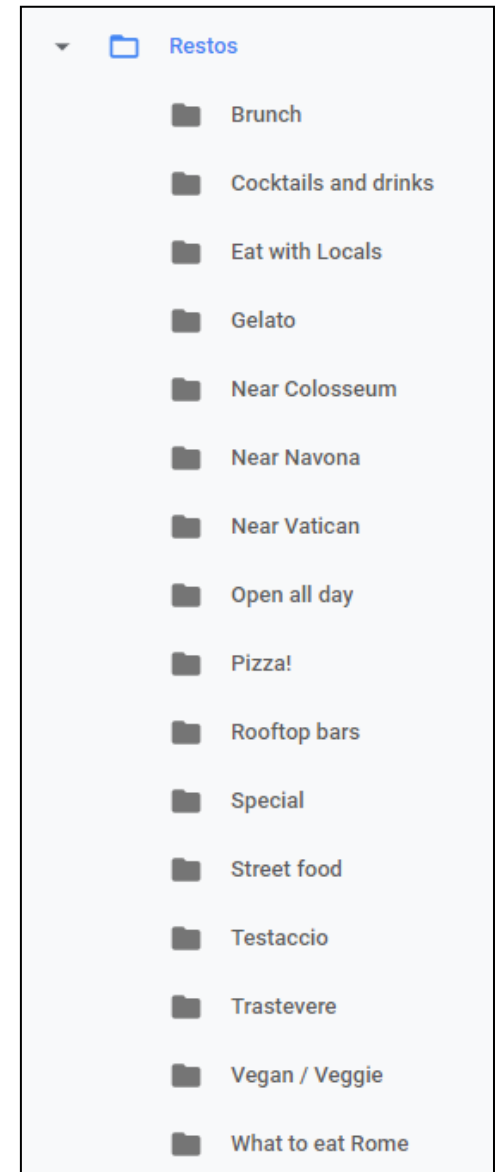 Restos
Brunch
Cocktails and drinks
Eat with Locals
Gelato
Near Colosseum
Near Navona
Near Vatican
Open all day
Pizza!
Rooftop bars
Special
Street food
Testaccio
Trastevere
Vegan / Veggie
What to eat Rome